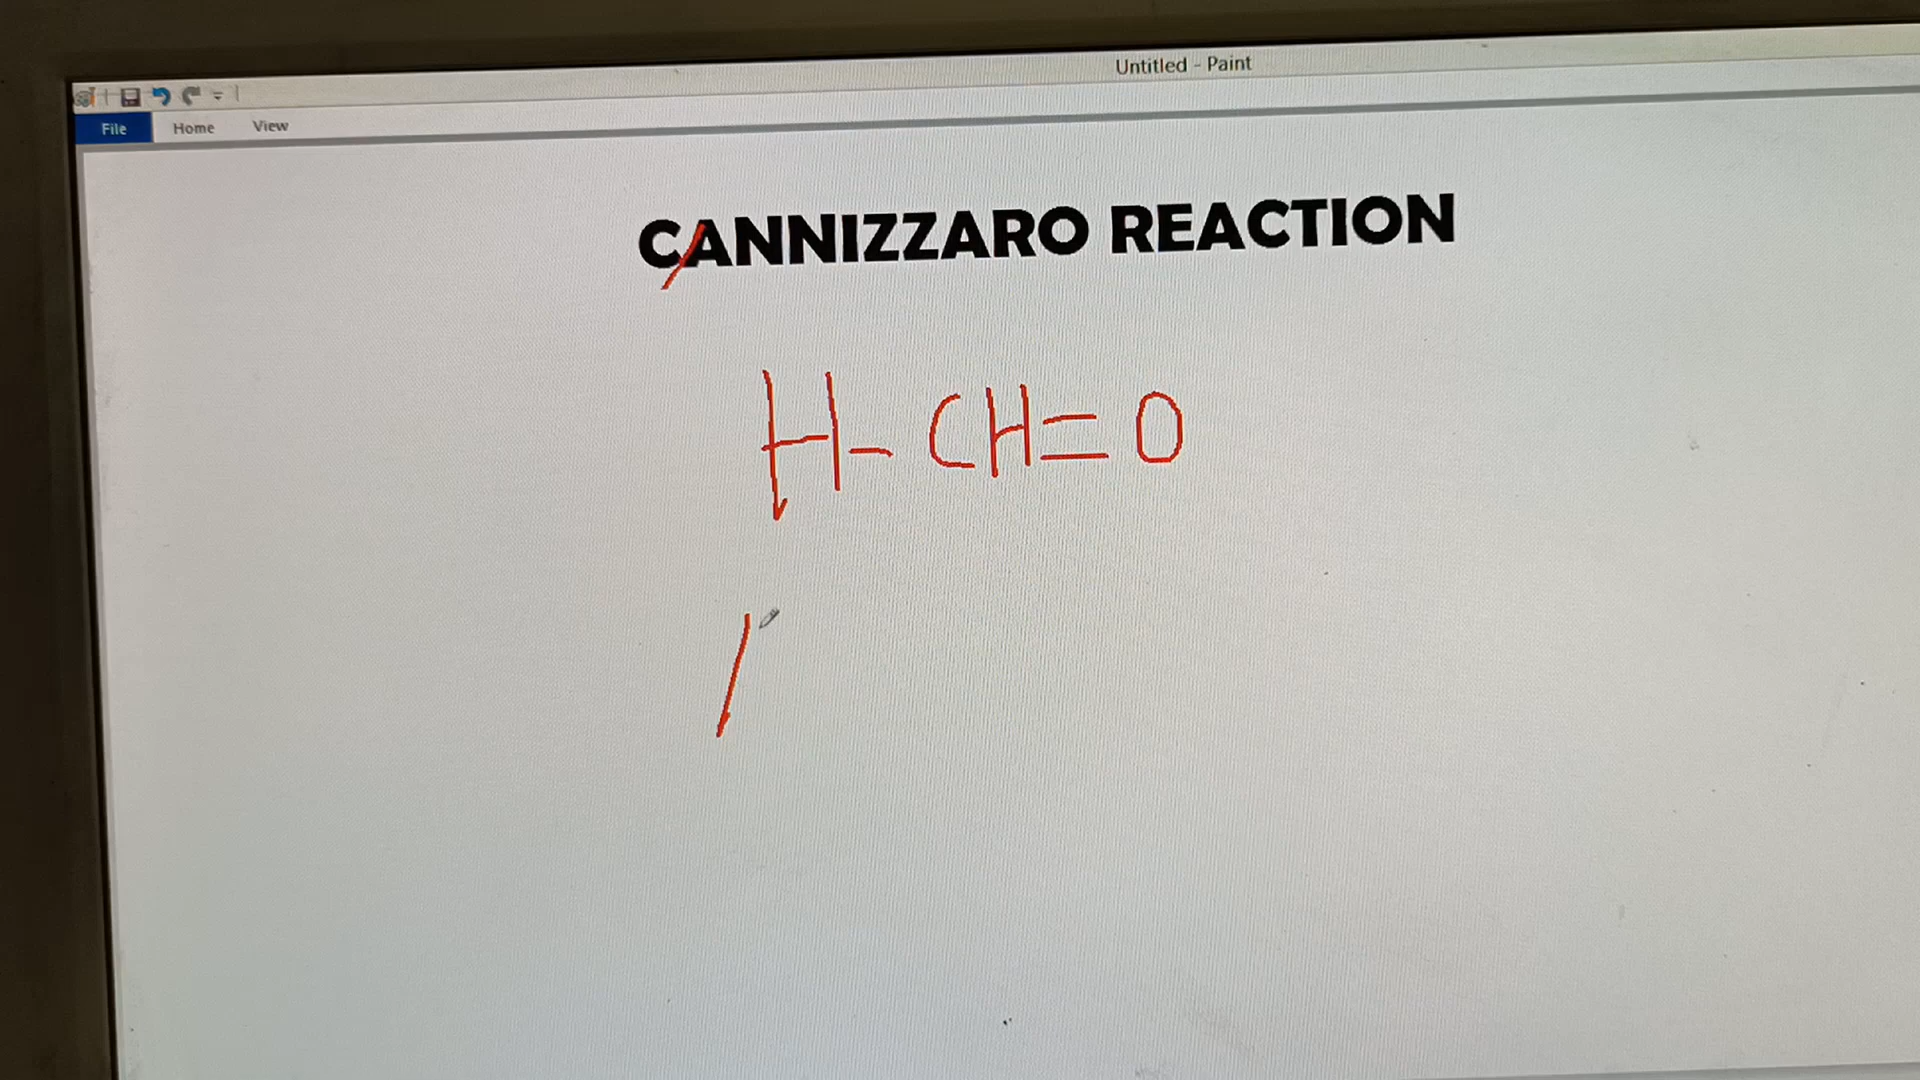 Untitled - Paint
File Home View
CANNIZZARO REACTION
H- CH=O